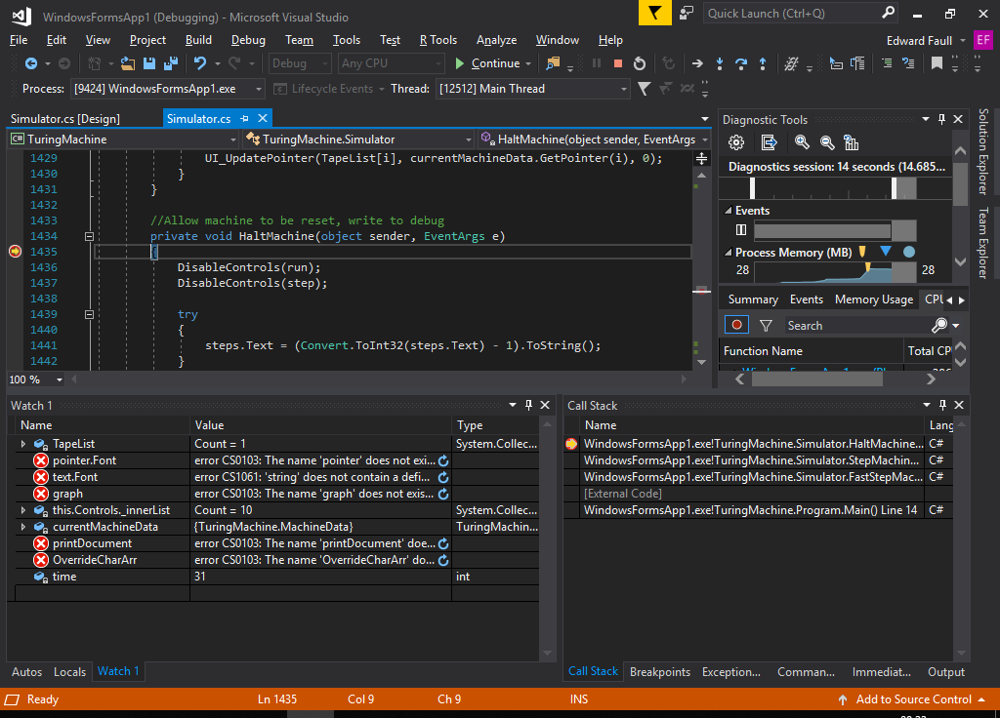 WindowsFormsApp1 (Debugging) - Microsoft Visual Studio
Quick Launch (Ctrl+Q)
File Edit View Project Build Debug Team Tools Test R Tools Analyze Window Help Edward Faull EF
Debug Any CPU Continue
Process: [9424] WindowsFormsApp1.exe Lifecycle Events Thread: [12512] Main Thread
Simulator.cs [Design] Simulator.cs
C# TuringMachine TuringMachine.Simulator HaltMachine(object sender, EventArgs
1429 UI_UpdatePointer(TapeList[i], currentMachineData.GetPointer(i), 0);
1430 }
1431 }
1432
1433 //Allow machine to be reset, write to debug
1434 private void HaltMachine(object sender, EventArgs e)
1435 {
1436 DisableControls(run);
1437 DisableControls(step);
1438
1439 try
1440 {
1441 steps.Text = (Convert.ToInt32(steps.Text) - 1).ToString();
1442 }
100 %
Diagnostic Tools
Diagnostics session: 14 seconds (14.685...
Events
Process Memory (MB)
28 28
Summary Events Memory Usage CPU
Search
Function Name Total CP
Solution Explorer
Team Explorer
Watch 1
Name Value Type
TapeList Count = 1 System.Collec...
pointer.Font error CS0103: The name 'pointer' does not exi...
text.Font error CS1061: 'string' does not contain a defi...
graph error CS0103: The name 'graph' does not exis...
this.Controls._innerList Count = 10 System.Collec...
currentMachineData {TuringMachine.MachineData} TuringMachin...
printDocument error CS0103: The name 'printDocument' doe...
OverrideCharArr error CS0103: The name 'OverrideCharArr' do...
time 31 int
Autos Locals Watch 1
Call Stack
Name Lang
WindowsFormsApp1.exe!TuringMachine.Simulator.HaltMachine... C#
WindowsFormsApp1.exe!TuringMachine.Simulator.StepMachin... C#
WindowsFormsApp1.exe!TuringMachine.Simulator.FastStepMac... C#
[External Code]
WindowsFormsApp1.exe!TuringMachine.Program.Main() Line 14 C#
Call Stack Breakpoints Exception... Comman... Immediat... Output
Ready Ln 1435 Col 9 Ch 9 INS Add to Source Control